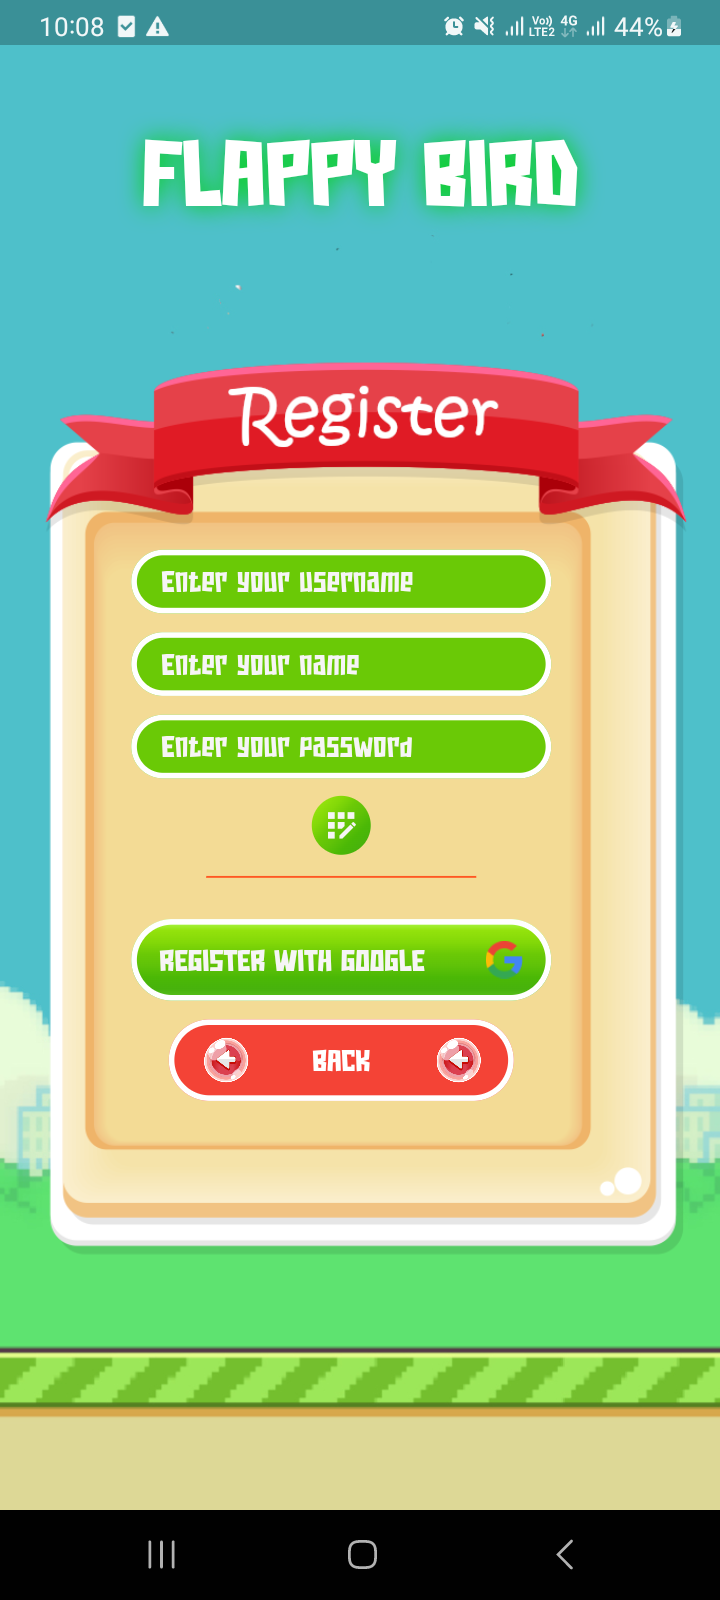 10:08 Vo)) LTE2 4G 44%
FLAPPY BIRD
Register
Enter your username
Enter your name
Enter your password
REGISTER WITH GOOGLE G
BACK